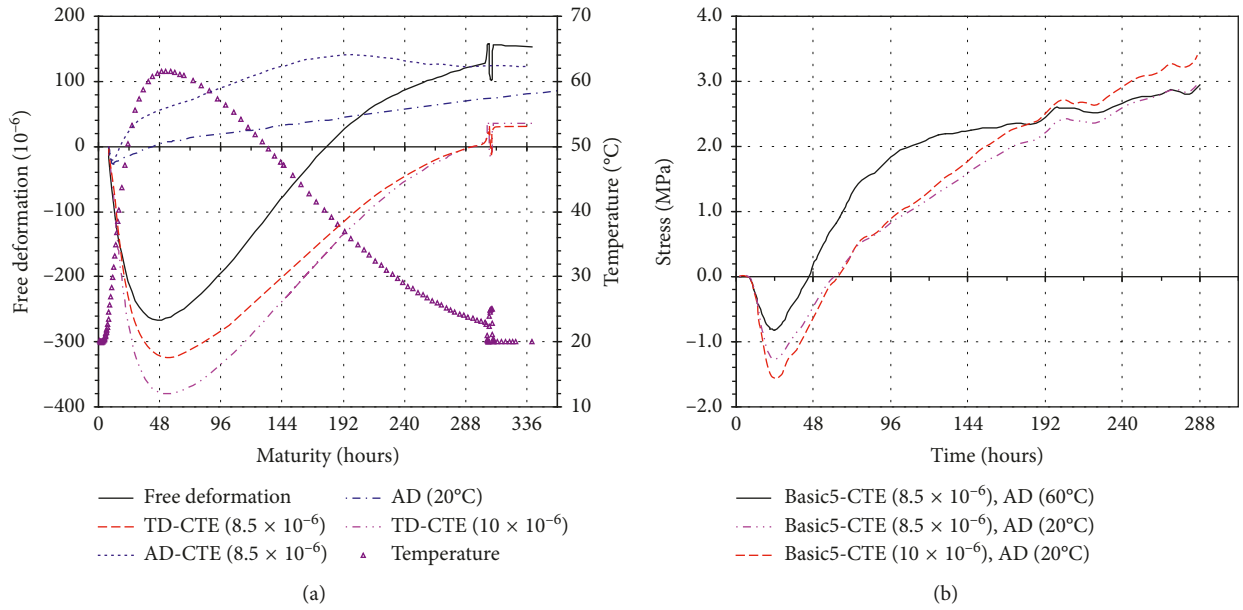 200
100
0
−100
−200
−300
−400
Free deformation (10⁻⁶)
70
60
50
40
30
20
10
Temperature (°C)
0 48 96 144 192 240 288 336
Maturity (hours)
Free deformation
TD-CTE (8.5 × 10⁻⁶)
AD-CTE (8.5 × 10⁻⁶)
AD (20°C)
TD-CTE (10 × 10⁻⁶)
Temperature
(a)
4.0
3.0
2.0
1.0
0.0
−1.0
−2.0
Stress (MPa)
0 48 96 144 192 240 288
Time (hours)
Basic5-CTE (8.5 × 10⁻⁶), AD (60°C)
Basic5-CTE (8.5 × 10⁻⁶), AD (20°C)
Basic5-CTE (10 × 10⁻⁶), AD (20°C)
(b)